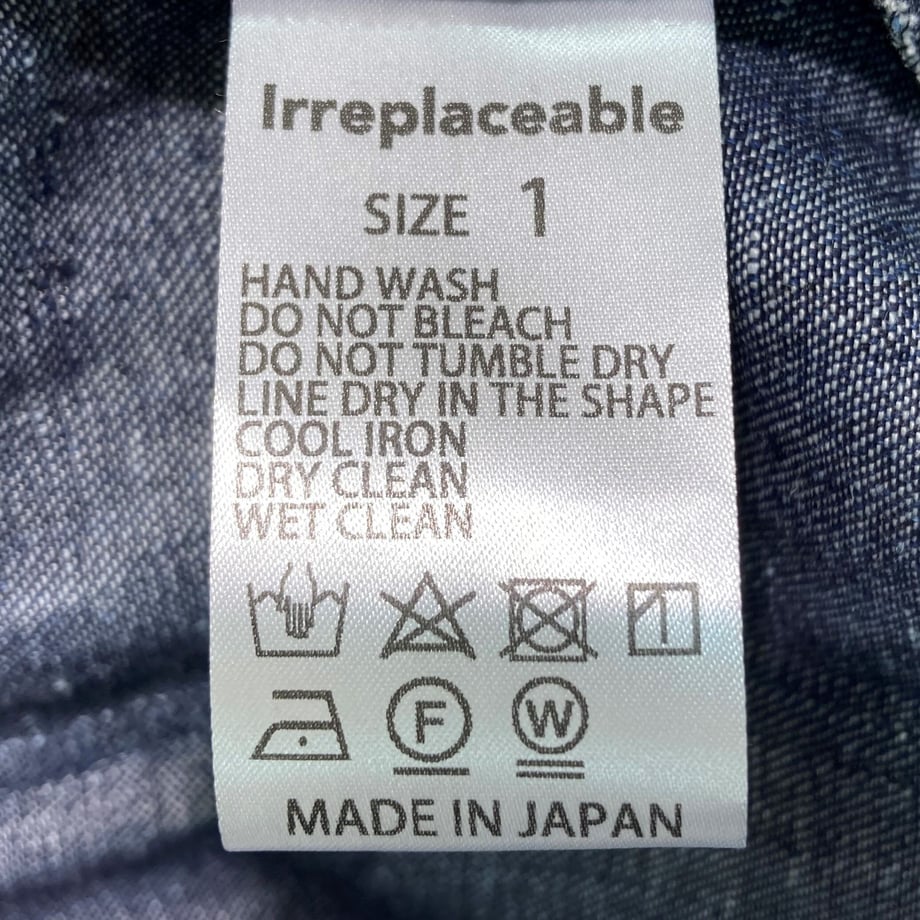 Irreplaceable
SIZE 1
HAND WASH
DO NOT BLEACH
DO NOT TUMBLE DRY
LINE DRY IN THE SHAPE
COOL IRON
DRY CLEAN
WET CLEAN
F W
MADE IN JAPAN